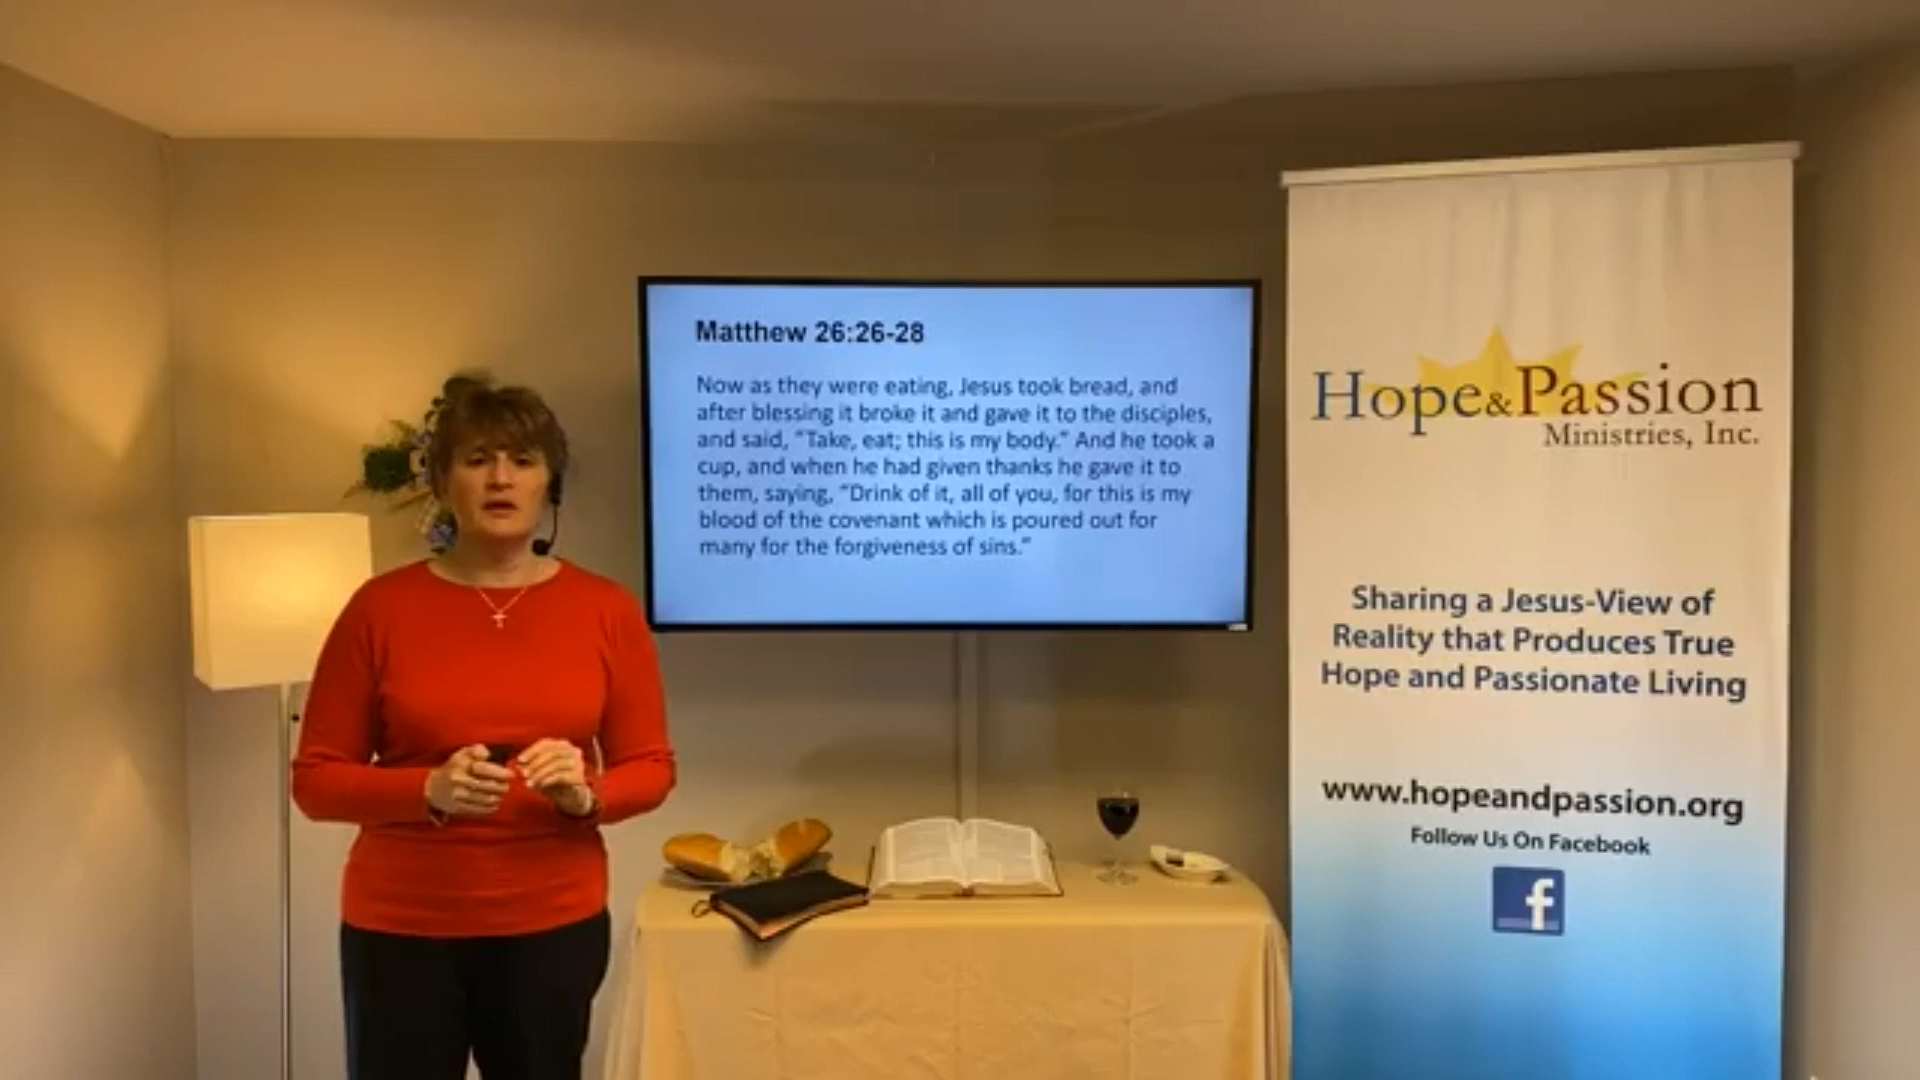 Matthew 26:26-28
Now as they were eating, Jesus took bread, and
after blessing it broke it and gave it to the disciples,
and said, "Take, eat; this is my body." And he took a
cup, and when he had given thanks he gave it to
them, saying, "Drink of it, all of you, for this is my
blood of the covenant which is poured out for
many for the forgiveness of sins."
Hope&Passion
Ministries, Inc.
Sharing a Jesus-View of
Reality that Produces True
Hope and Passionate Living
www.hopeandpassion.org
Follow Us On Facebook
f